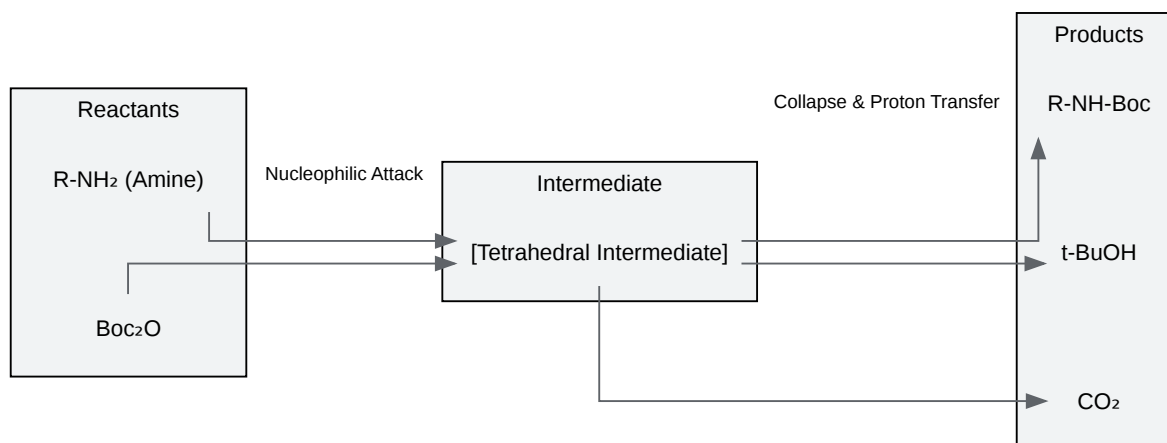 Reactants
R-NH₂ (Amine)
Boc₂O
Nucleophilic Attack
Intermediate
[Tetrahedral Intermediate]
Collapse & Proton Transfer
Products
R-NH-Boc
t-BuOH
CO₂